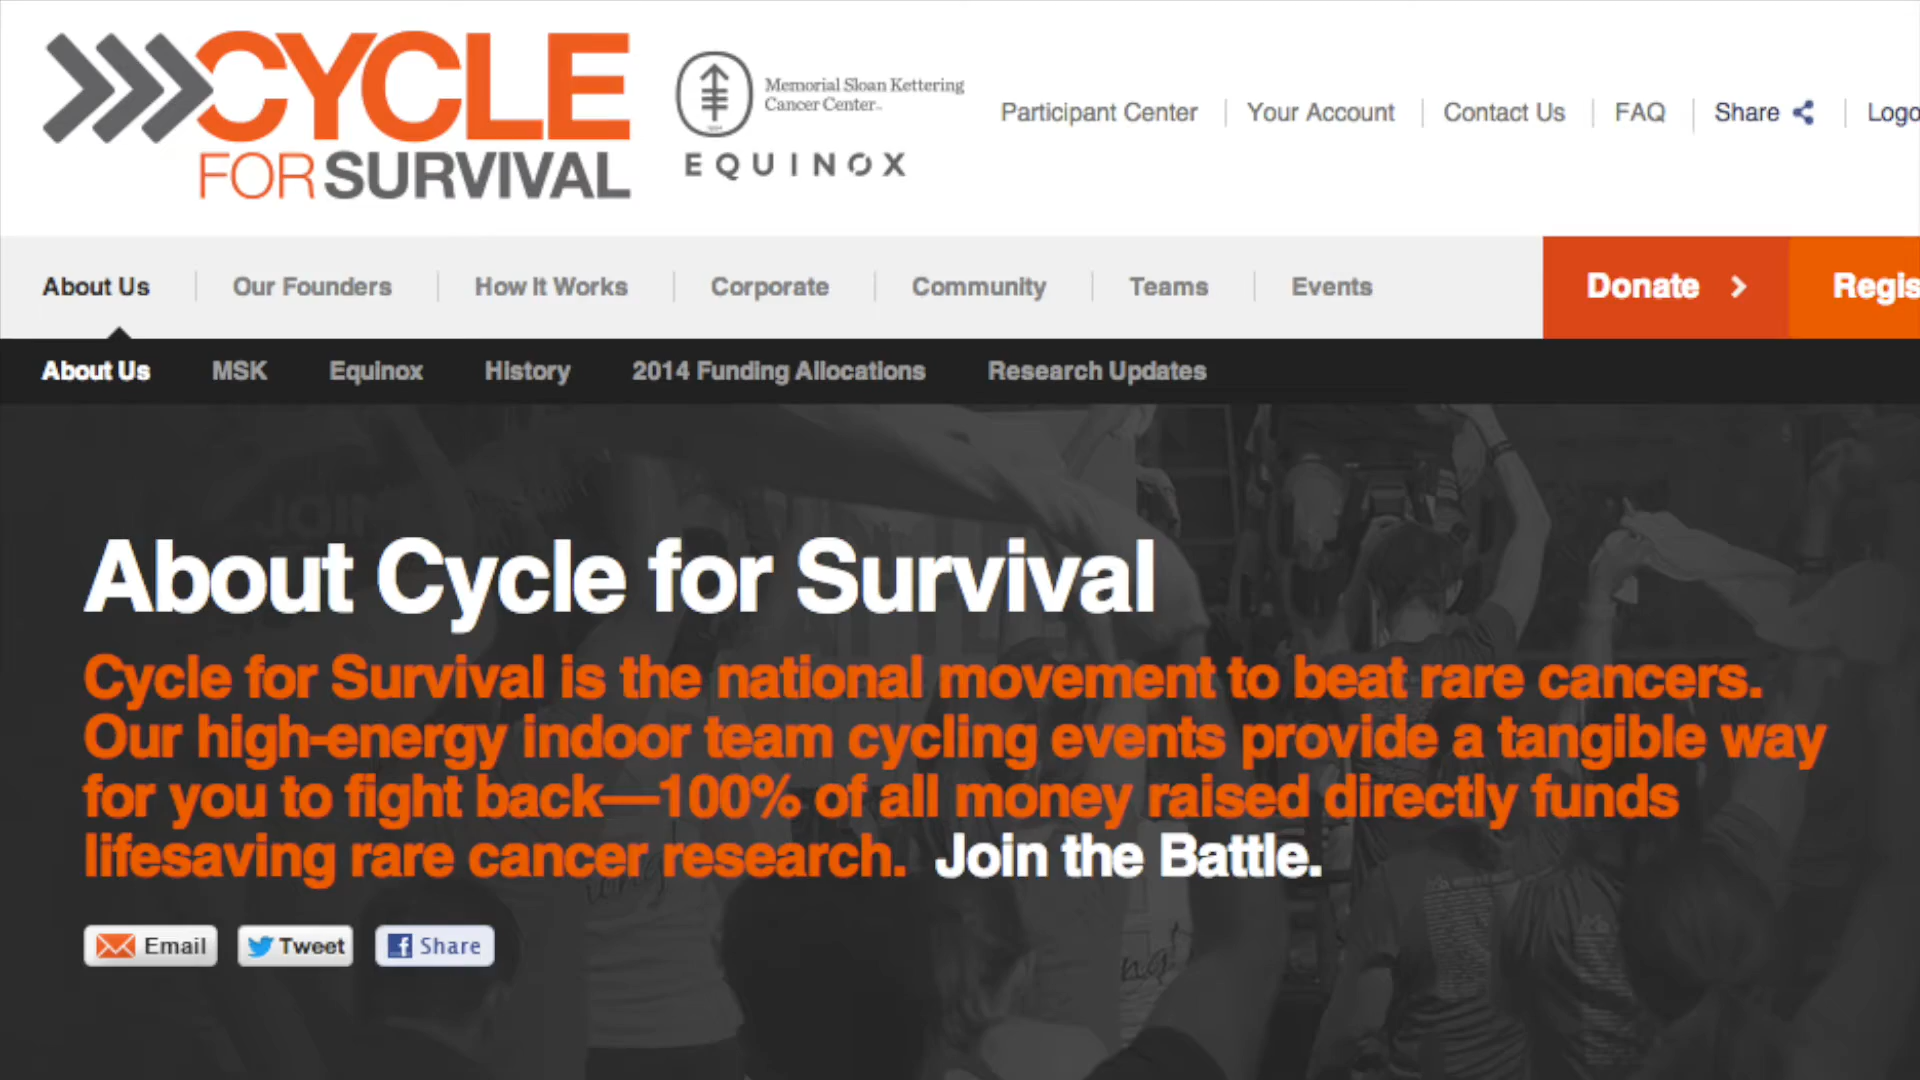 CYCLE
FOR SURVIVAL
Memorial Sloan Kettering
Cancer Center
EQUINOX
Participant Center
Your Account
Contact Us
FAQ
Share
About Us
Our Founders
How It Works
Corporate
Community
Teams
Events
Donate
About Us
MSK
Equinox
History
2014 Funding Allocations
Research Updates
About Cycle for Survival
Cycle for Survival is the national movement to beat rare cancers.
Our high-energy indoor team cycling events provide a tangible way
for you to fight back—100% of all money raised directly funds
lifesaving rare cancer research. Join the Battle.
Email
Tweet
Share